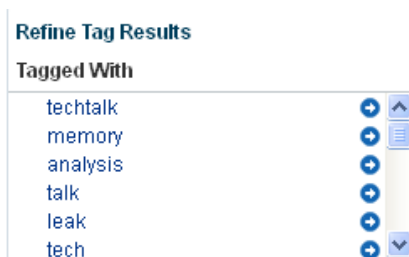 Refine Tag Results
Tagged With
techtalk
memory
analysis
talk
leak
tech